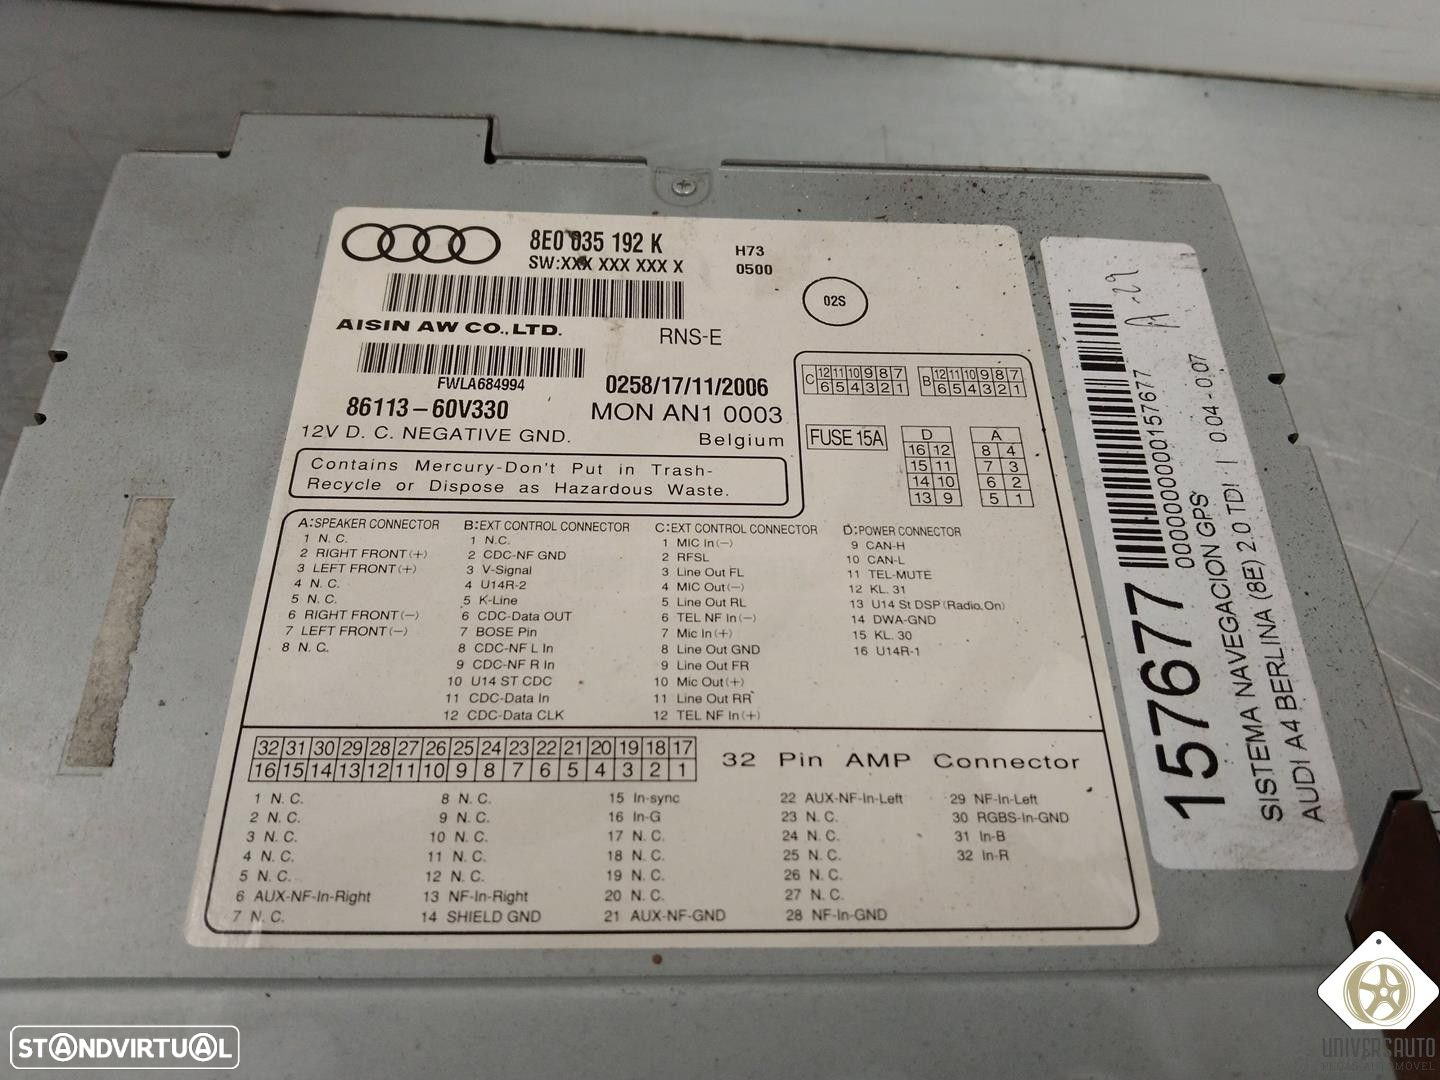 8E0 035 192 K
SW:XXX XXX XXX X
H73
0500
02S
AISIN AW CO.,LTD.
RNS-E
FWLA684994
0258/17/11/2006
86113-60V330
MON AN1 0003
12V D. C. NEGATIVE GND.
Belgium
Contains Mercury-Don't Put in Trash-
Recycle or Dispose as Hazardous Waste.
C 12 11 10 9 8 7
6 5 4 3 2 1
B 12 11 10 9 8 7
6 5 4 3 2 1
FUSE 15A
D
16 12
15 11
14 10
13 9
A
8 4
7 3
6 2
5 1
A:SPEAKER CONNECTOR
1 N. C.
2 RIGHT FRONT(+)
3 LEFT FRONT(+)
4 N. C.
5 N. C.
6 RIGHT FRONT(-)
7 LEFT FRONT(-)
8 N. C.
B:EXT CONTROL CONNECTOR
1 N.C.
2 CDC-NF GND
3 V-Signal
4 U14R-2
5 K-Line
6 CDC-Data OUT
7 BOSE Pin
8 CDC-NF L In
9 CDC-NF R In
10 U14 ST CDC
11 CDC-Data In
12 CDC-Data CLK
C:EXT CONTROL CONNECTOR
1 MIC In(-)
2 RFSL
3 Line Out FL
4 MIC Out(-)
5 Line Out RL
6 TEL NF In(-)
7 Mic In(+)
8 Line Out GND
9 Line Out FR
10 Mic Out(+)
11 Line Out RR
12 TEL NF In(+)
D:POWER CONNECTOR
9 CAN-H
10 CAN-L
11 TEL-MUTE
12 KL. 31
13 U14 St DSP(Radio.On)
14 DWA-GND
15 KL. 30
16 U14R-1
32 31 30 29 28 27 26 25 24 23 22 21 20 19 18 17
16 15 14 13 12 11 10 9 8 7 6 5 4 3 2 1
32 Pin AMP Connector
1 N. C.
2 N. C.
3 N. C.
4 N. C.
5 N. C.
6 AUX-NF-In-Right
7 N. C.
8 N. C.
9 N. C.
10 N. C.
11 N. C.
12 N. C.
13 NF-In-Right
14 SHIELD GND
15 In-sync
16 In-G
17 N. C.
18 N. C.
19 N. C.
20 N. C.
21 AUX-NF-GND
22 AUX-NF-In-Left
23 N. C.
24 N. C.
25 N. C.
26 N. C.
27 N. C.
28 NF-In-GND
29 NF-In-Left
30 RGBS-In-GND
31 In-B
32 In-R
A-29
157677
SISTEMA NAVEGACION GPS
AUDI A4 BERLINA (8E) 2.0 TDI | 0.04 - 0.07
STANDVIRTUAL
UNIVERSAUTO
PEÇAS AUTOMÓVEL